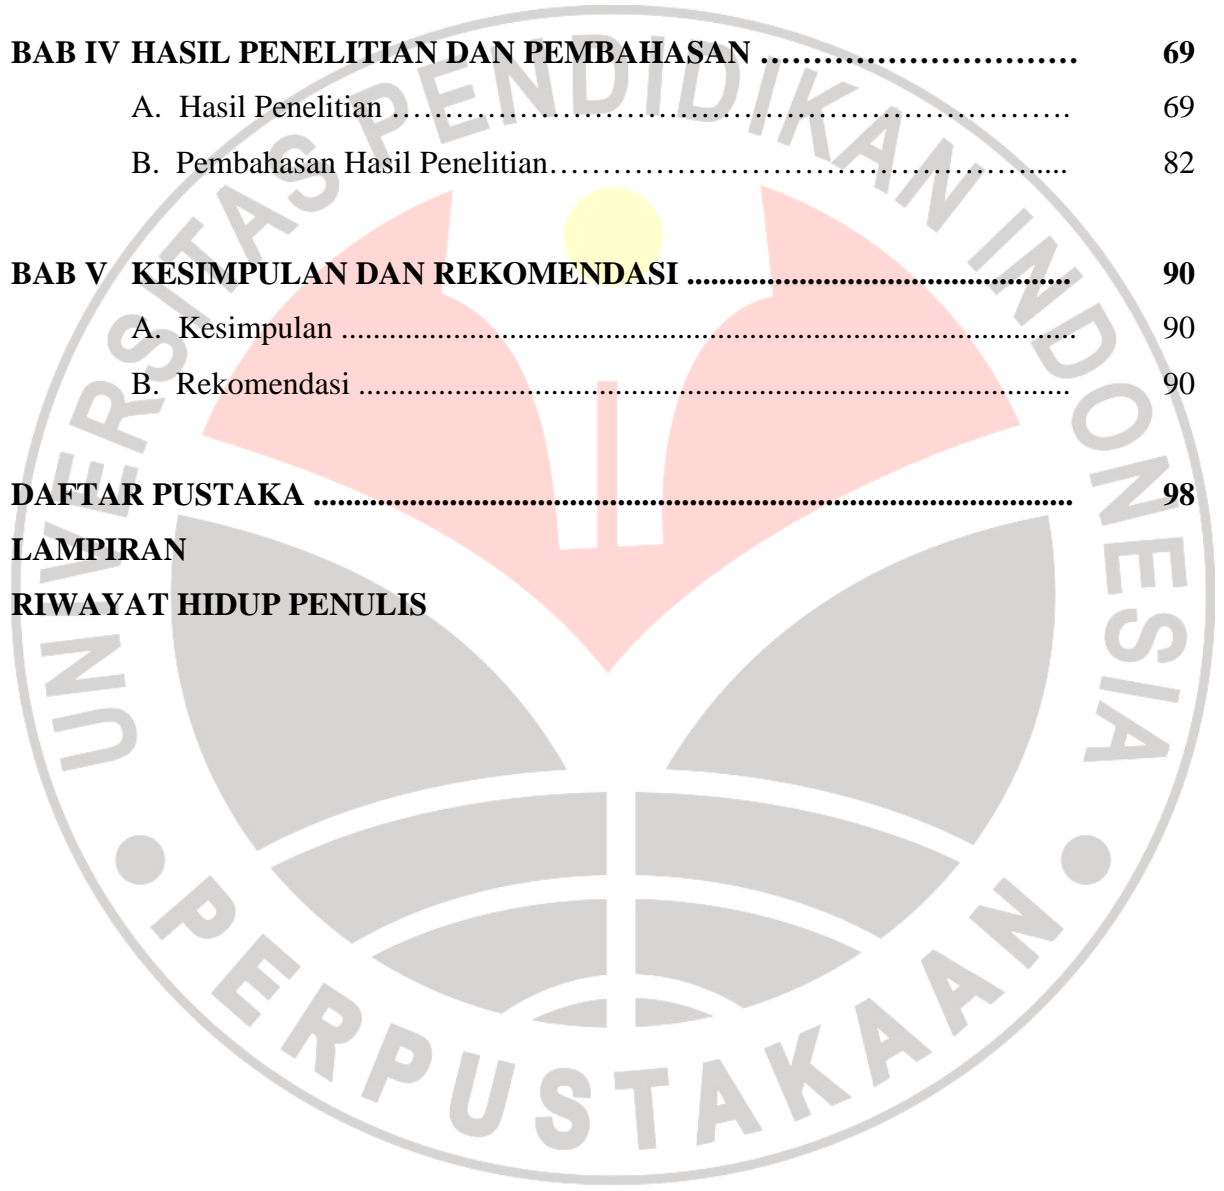 BAB IV HASIL PENELITIAN DAN PEMBAHASAN ………………………… 69
A. Hasil Penelitian ………………………………………………………. 69
B. Pembahasan Hasil Penelitian………………………………………..... 82
BAB V KESIMPULAN DAN REKOMENDASI ................................................ 90
A. Kesimpulan ............................................................................................. 90
B. Rekomendasi .......................................................................................... 90
DAFTAR PUSTAKA ................................................................................................ 98
LAMPIRAN
RIWAYAT HIDUP PENULIS
UNIVERSITAS PENDIDIKAN INDONESIA
PERPUSTAKAAN